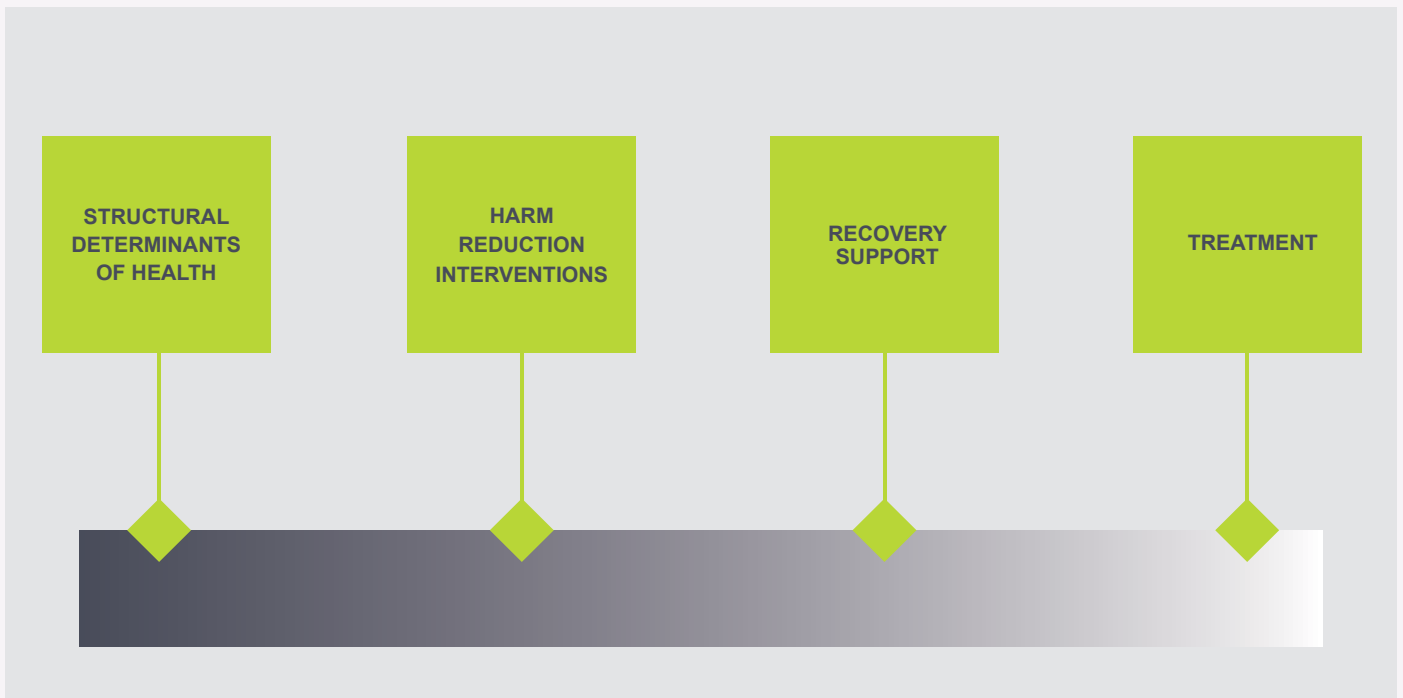 STRUCTURAL
DETERMINANTS
OF HEALTH
HARM
REDUCTION
INTERVENTIONS
RECOVERY
SUPPORT
TREATMENT